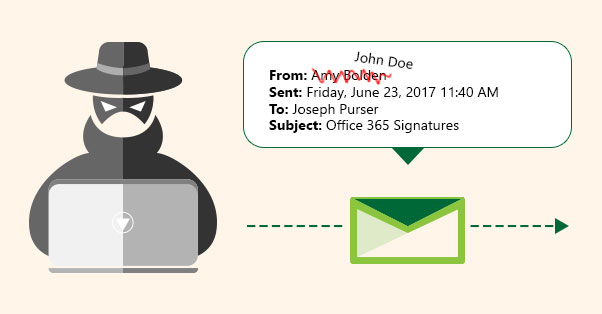 John Doe
From: Amy Bolden
Sent: Friday, June 23, 2017 11:40 AM
To: Joseph Purser
Subject: Office 365 Signatures